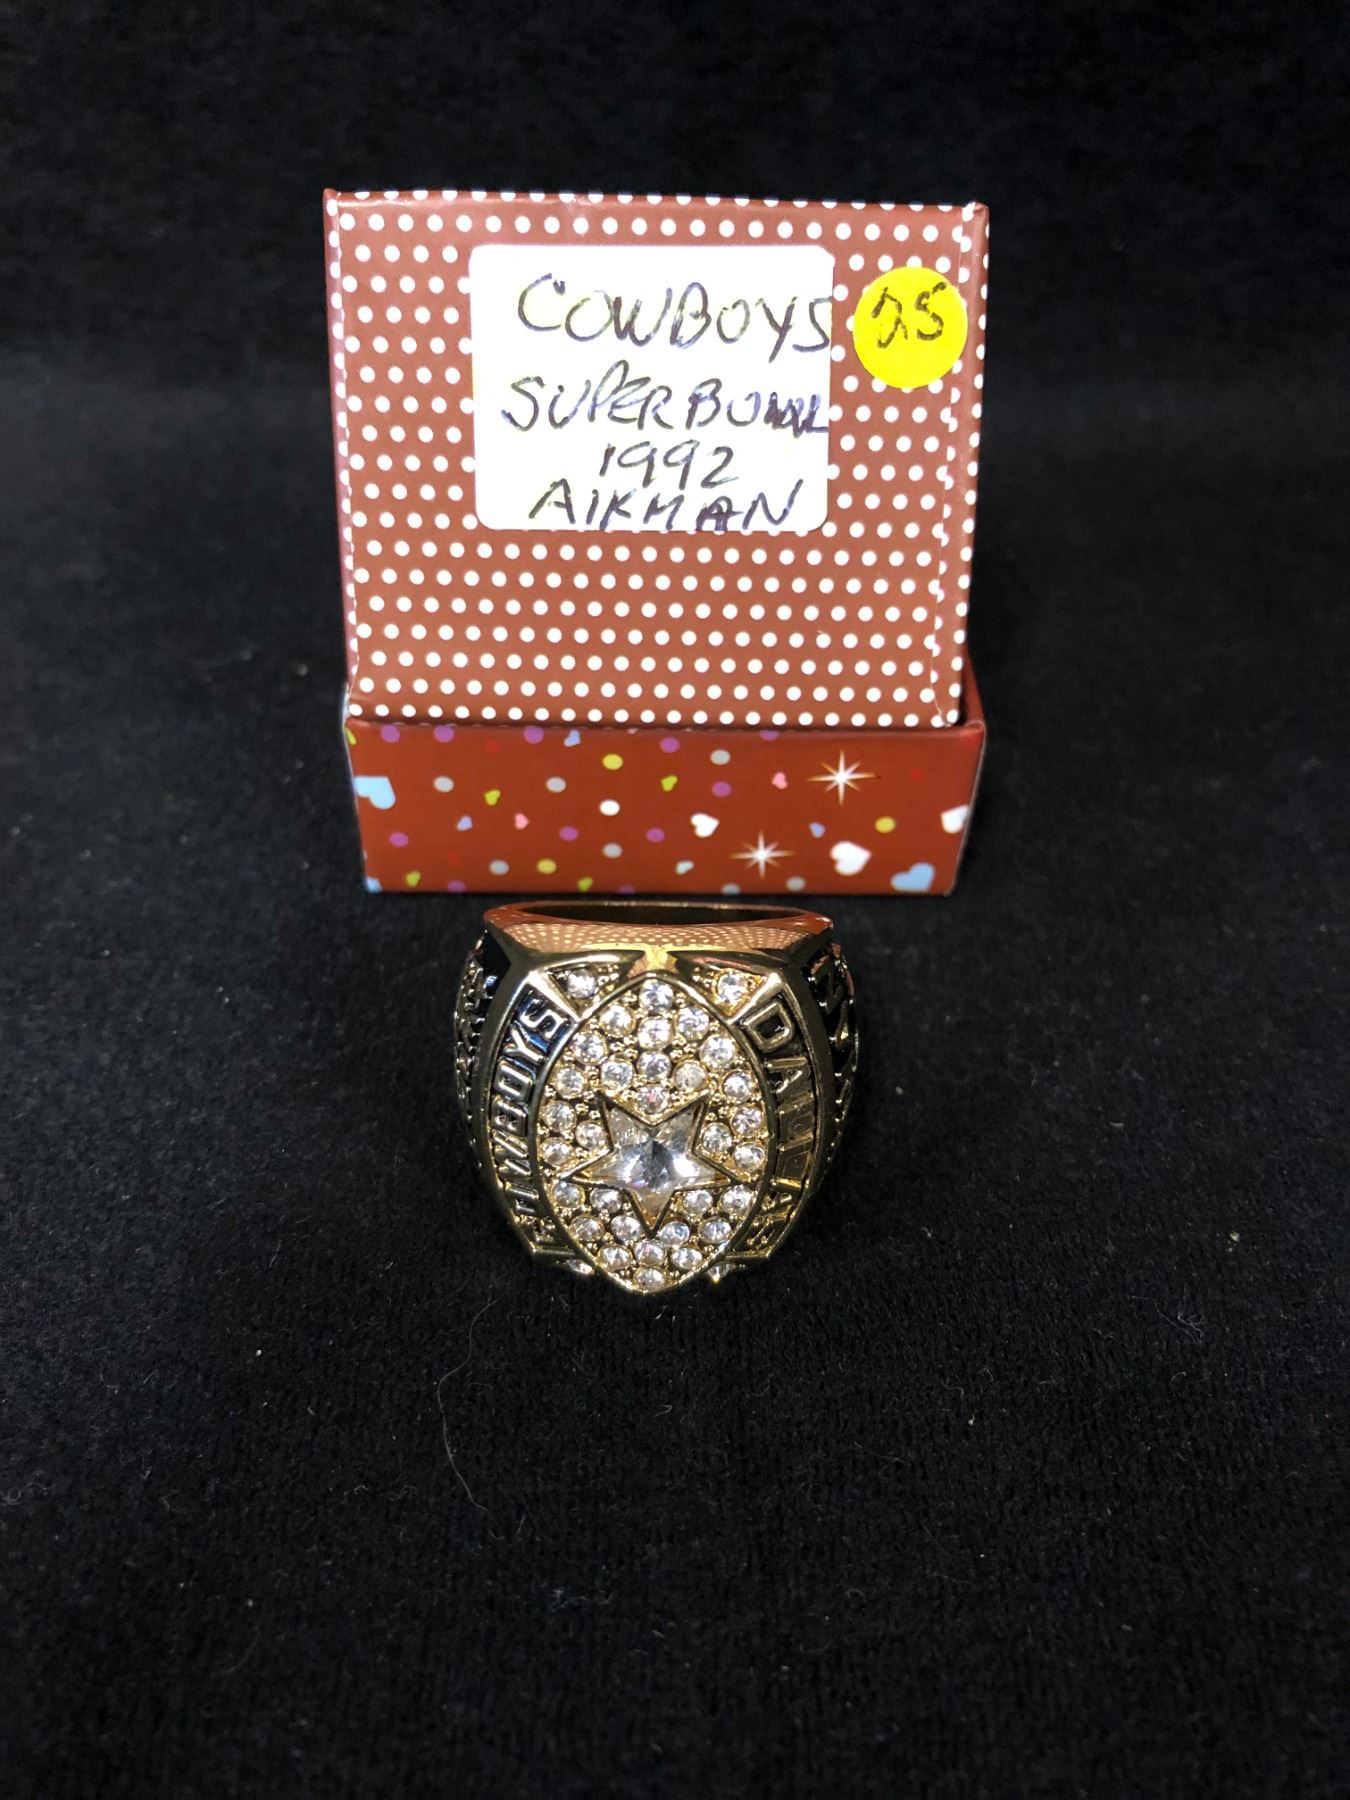 COWBOYS
25
SUPER BOWL
1992
AIKMAN
COWBOYS
DALLAS